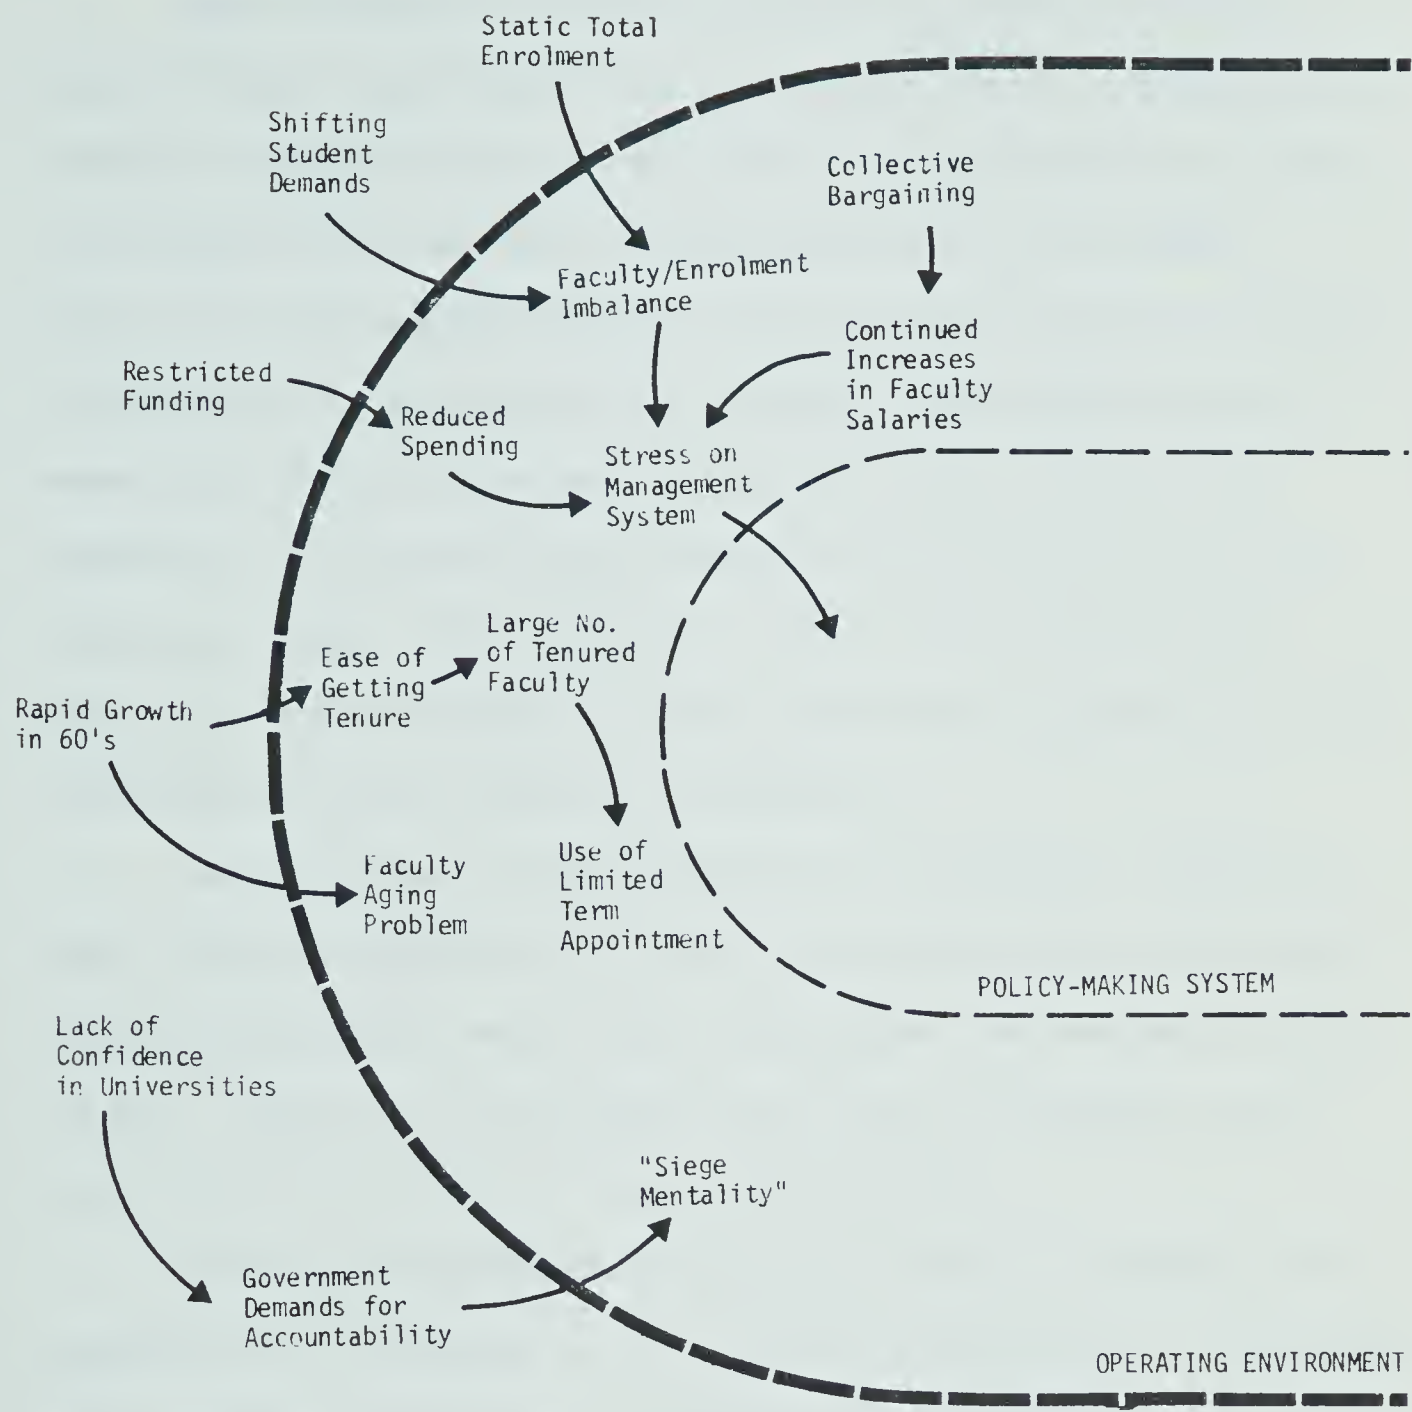 Static Total
Enrolment
Shifting
Student
Demands
Collective
Bargaining
Faculty/Enrolment
Imbalance
Continued
Increases
in Faculty
Salaries
Restricted
Funding
Reduced
Spending
Stress on
Management
System
Large No.
of Tenured
Faculty
Ease of
Getting
Tenure
Rapid Growth
in 60's
Faculty
Aging
Problem
Use of
Limited
Term
Appointment
POLICY-MAKING SYSTEM
Lack of
Confidence
in Universities
"Siege
Mentality"
Government
Demands for
Accountability
OPERATING ENVIRONMENT